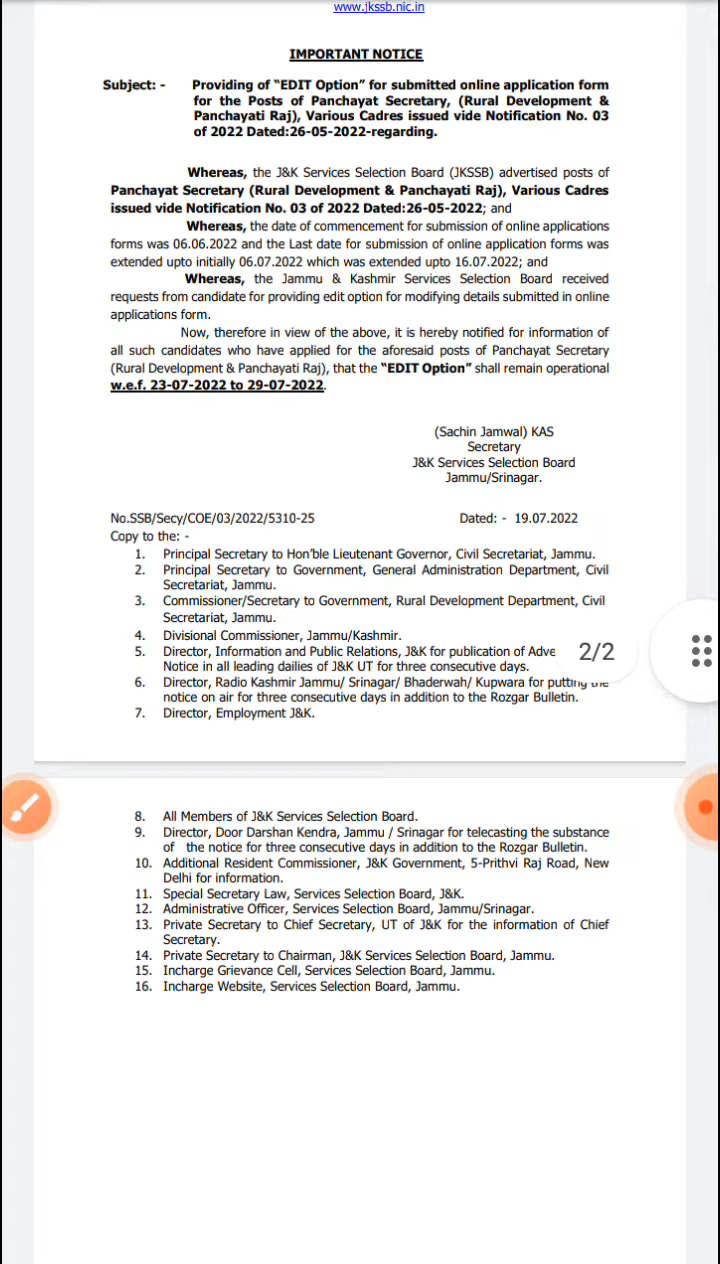 www.jkssb.nic.in
IMPORTANT NOTICE
Subject: - Providing of “EDIT Option” for submitted online application form
for the Posts of Panchayat Secretary, (Rural Development &
Panchayati Raj), Various Cadres issued vide Notification No. 03
of 2022 Dated:26-05-2022-regarding.
Whereas, the J&K Services Selection Board (JKSSB) advertised posts of
Panchayat Secretary (Rural Development & Panchayati Raj), Various Cadres
issued vide Notification No. 03 of 2022 Dated:26-05-2022; and
Whereas, the date of commencement for submission of online applications
forms was 06.06.2022 and the Last date for submission of online application forms was
extended upto initially 06.07.2022 which was extended upto 16.07.2022; and
Whereas, the Jammu & Kashmir Services Selection Board received
requests from candidate for providing edit option for modifying details submitted in online
applications form.
Now, therefore in view of the above, it is hereby notified for information of
all such candidates who have applied for the aforesaid posts of Panchayat Secretary
(Rural Development & Panchayati Raj), that the “EDIT Option” shall remain operational
w.e.f. 23-07-2022 to 29-07-2022.
(Sachin Jamwal) KAS
Secretary
J&K Services Selection Board
Jammu/Srinagar.
No.SSB/Secy/COE/03/2022/5310-25 Dated: - 19.07.2022
Copy to the: -
1. Principal Secretary to Hon’ble Lieutenant Governor, Civil Secretariat, Jammu.
2. Principal Secretary to Government, General Administration Department, Civil
Secretariat, Jammu.
3. Commissioner/Secretary to Government, Rural Development Department, Civil
Secretariat, Jammu.
4. Divisional Commissioner, Jammu/Kashmir.
5. Director, Information and Public Relations, J&K for publication of Adve 2/2
Notice in all leading dailies of J&K UT for three consecutive days.
6. Director, Radio Kashmir Jammu/ Srinagar/ Bhaderwah/ Kupwara for putting the
notice on air for three consecutive days in addition to the Rozgar Bulletin.
7. Director, Employment J&K.
8. All Members of J&K Services Selection Board.
9. Director, Door Darshan Kendra, Jammu / Srinagar for telecasting the substance
of the notice for three consecutive days in addition to the Rozgar Bulletin.
10. Additional Resident Commissioner, J&K Government, 5-Prithvi Raj Road, New
Delhi for information.
11. Special Secretary Law, Services Selection Board, J&K.
12. Administrative Officer, Services Selection Board, Jammu/Srinagar.
13. Private Secretary to Chief Secretary, UT of J&K for the information of Chief
Secretary.
14. Private Secretary to Chairman, J&K Services Selection Board, Jammu.
15. Incharge Grievance Cell, Services Selection Board, Jammu.
16. Incharge Website, Services Selection Board, Jammu.